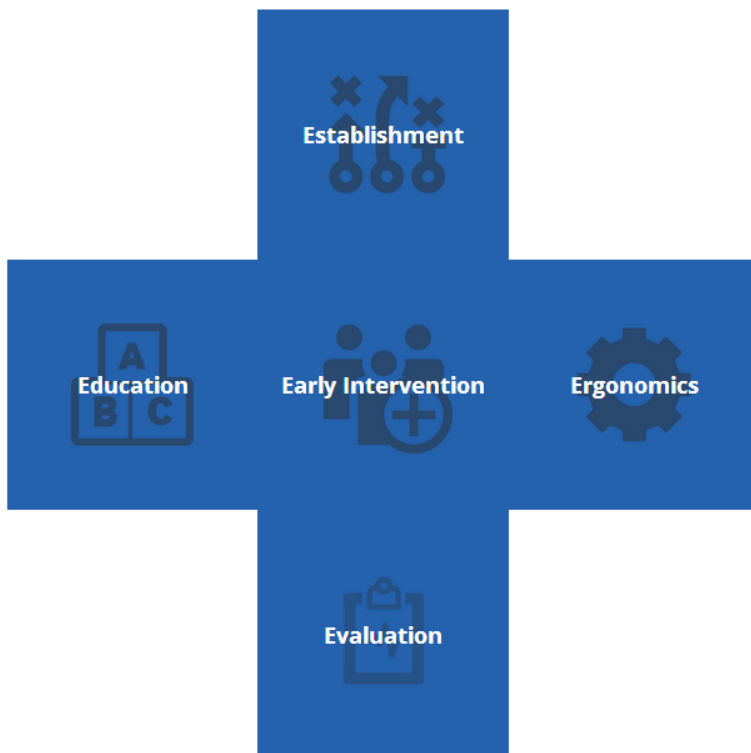 Establishment
A
B C
Education
Early Intervention
Ergonomics
Evaluation